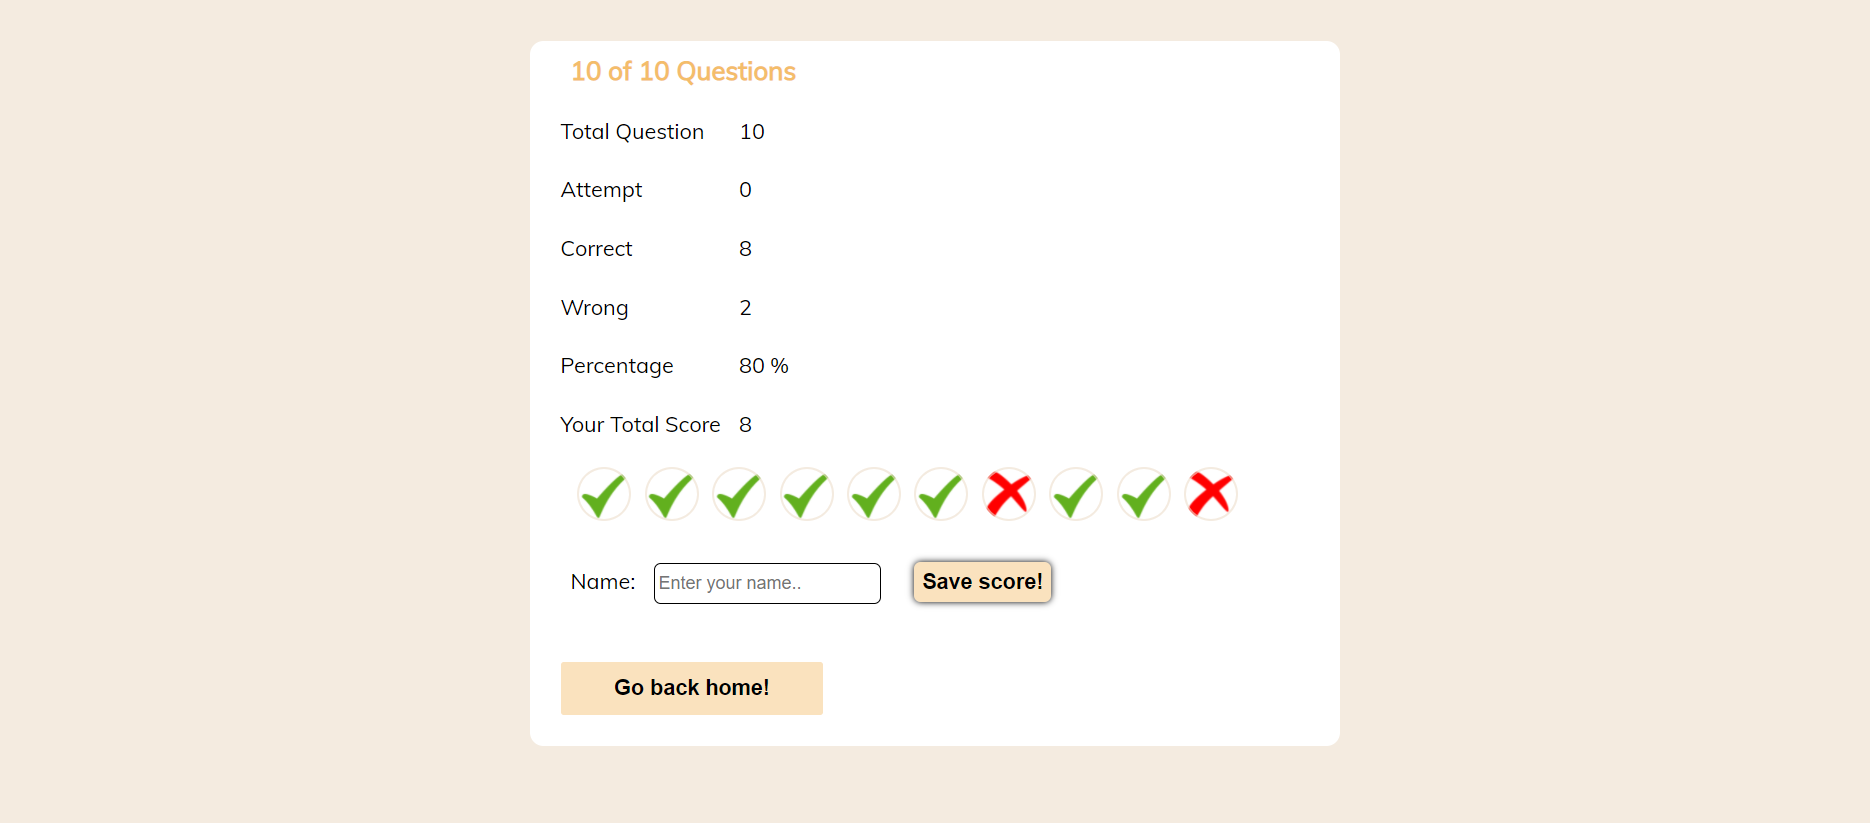 10 of 10 Questions
Total Question 10
Attempt 0
Correct 8
Wrong 2
Percentage 80 %
Your Total Score 8
Name: Enter your name.. Save score!
Go back home!